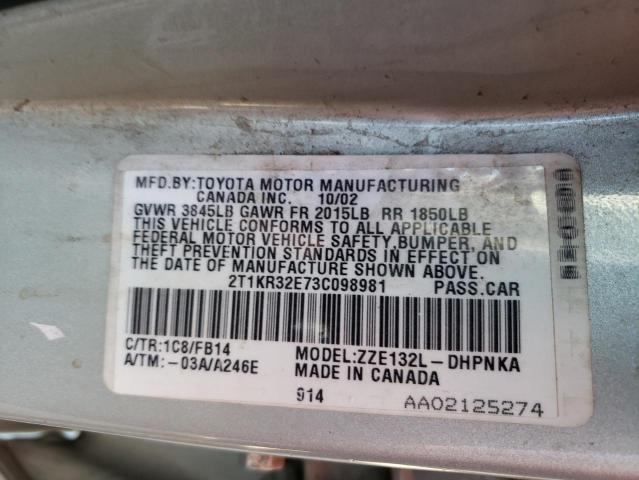 MFD.BY:TOYOTA MOTOR MANUFACTURING
CANADA INC. 10/02
GVWR 3845LB GAWR FR 2015LB RR 1850LB
THIS VEHICLE CONFORMS TO ALL APPLICABLE
FEDERAL MOTOR VEHICLE SAFETY,BUMPER, AND
THEFT PREVENTION STANDARDS IN EFFECT ON
THE DATE OF MANUFACTURE SHOWN ABOVE.
2T1KR32E73C098981 PASS.CAR
C/TR:1C8/FB14 MODEL:ZZE132L-DHPNKA
A/TM:-03A/A246E MADE IN CANADA
914 AA02125274